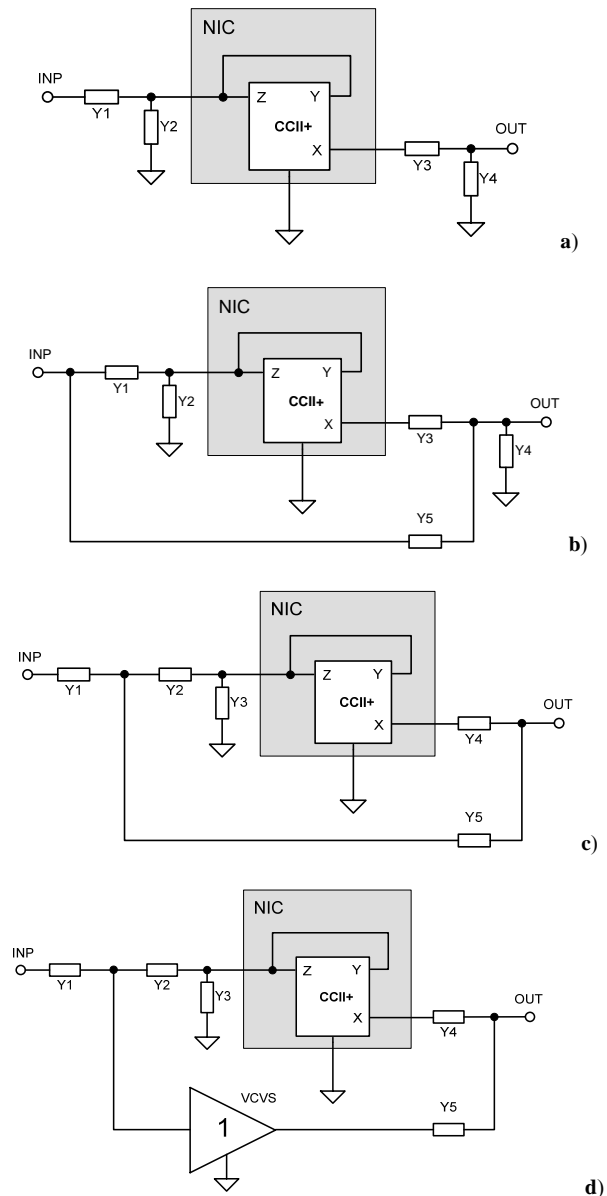 NIC
INP
Z Y
Y1
Y2
CCII+
X
OUT
Y3
Y4
a)
NIC
INP
Z Y
Y1
Y2
CCII+
X
OUT
Y3
Y4
Y5
b)
NIC
INP
Z Y
Y1 Y2
Y3
CCII+
X
OUT
Y4
Y5
c)
NIC
INP
Z Y
Y1 Y2
Y3
CCII+
X
OUT
Y4
VCVS
Y5
1
d)